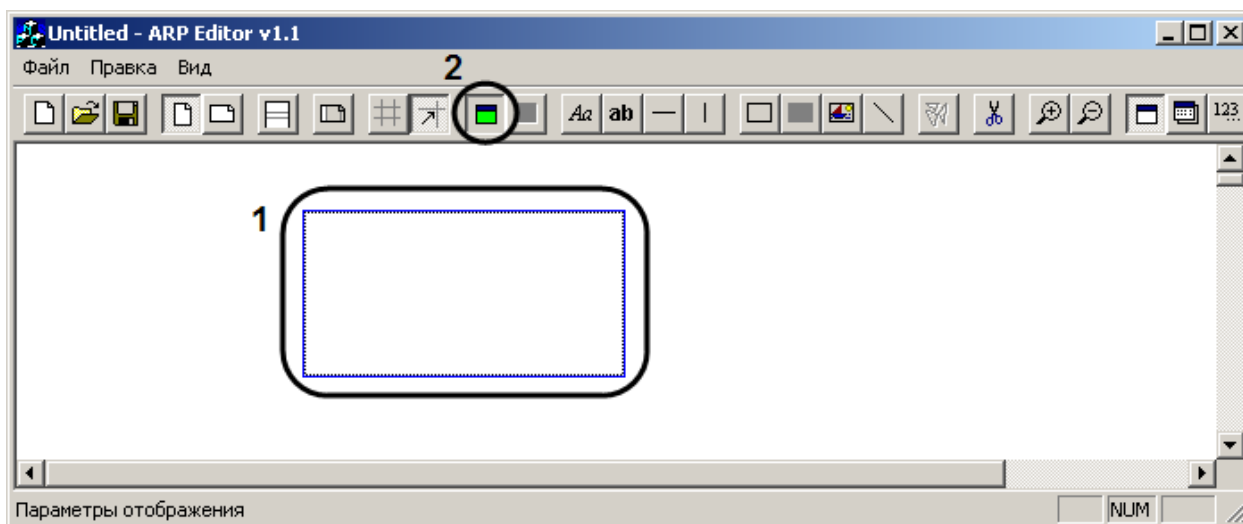 Untitled - ARP Editor v1.1
Файл Правка Вид
2
Aa ab 123
1
Параметры отображения NUM